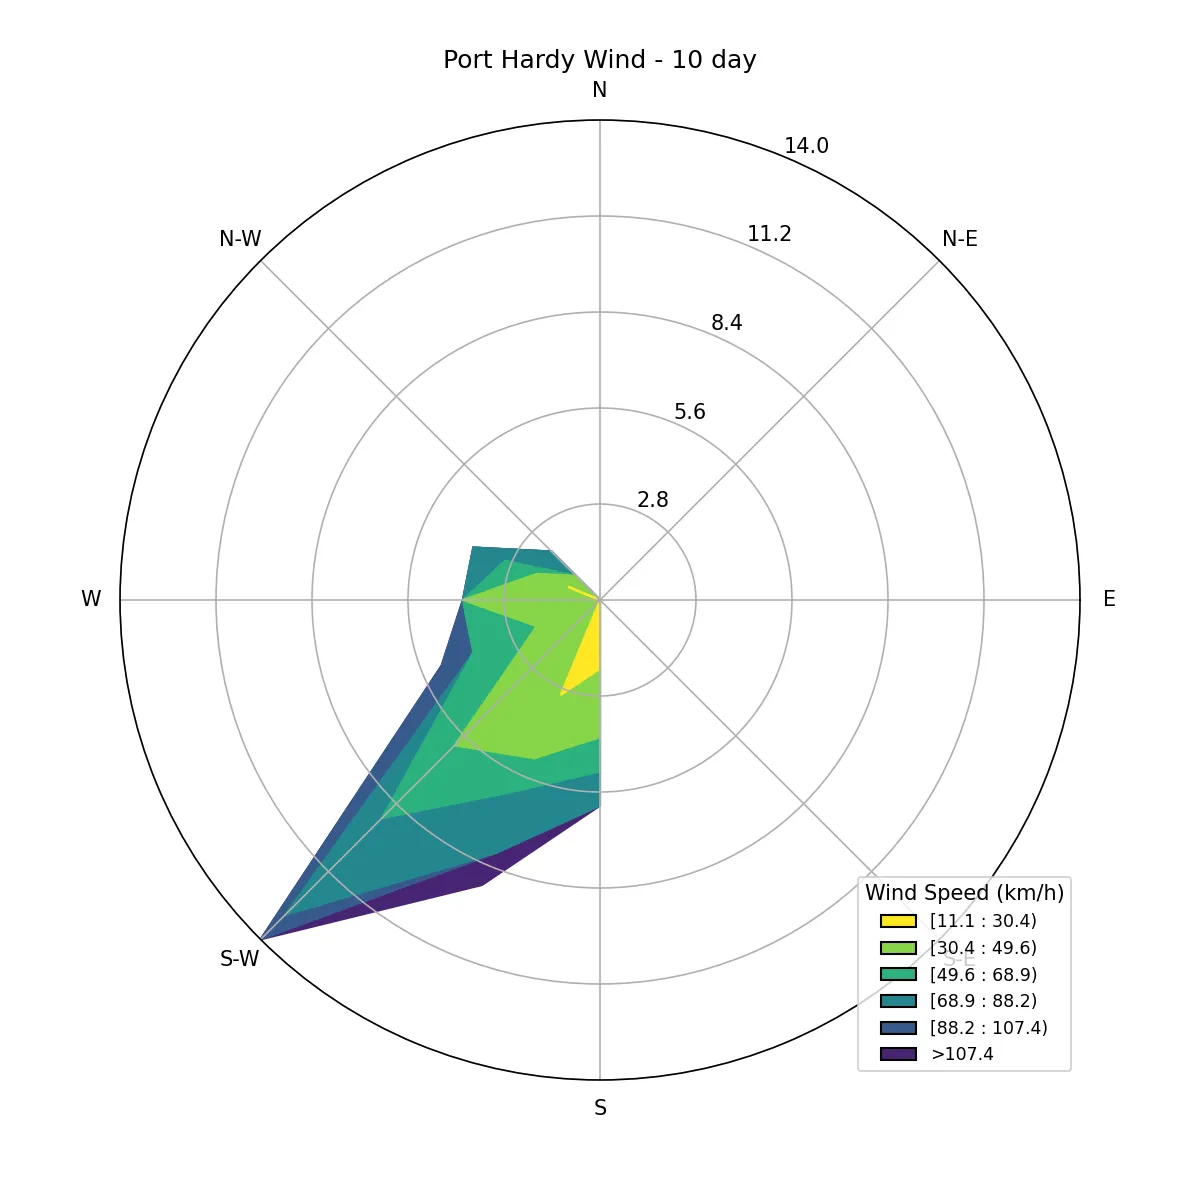 Port Hardy Wind - 10 day
N
14.0
N-W
11.2
N-E
8.4
5.6
2.8
W
E
S-W
S-E
S
Wind Speed (km/h)
[11.1 : 30.4)
[30.4 : 49.6)
[49.6 : 68.9)
[68.9 : 88.2)
[88.2 : 107.4)
>107.4